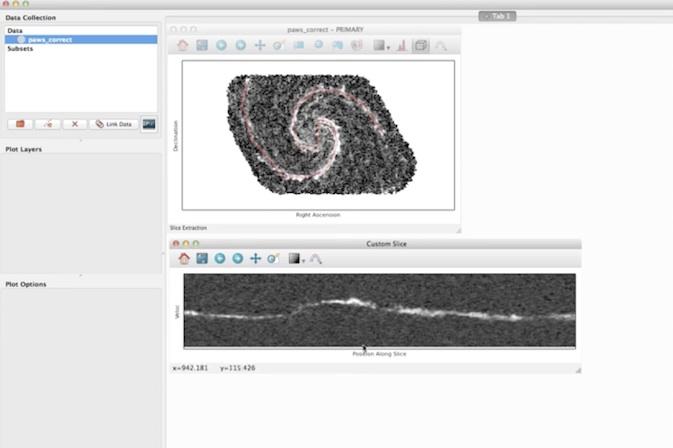 Tab 1
Data Collection
Data
paws_correct
Subsets
Link Data
Plot Layers
Plot Options
paws_correct - PRIMARY
Declination
Right Ascension
Slice Extraction
Custom Slice
Veloc
Position Along Slice
x=942.181 y=115.426